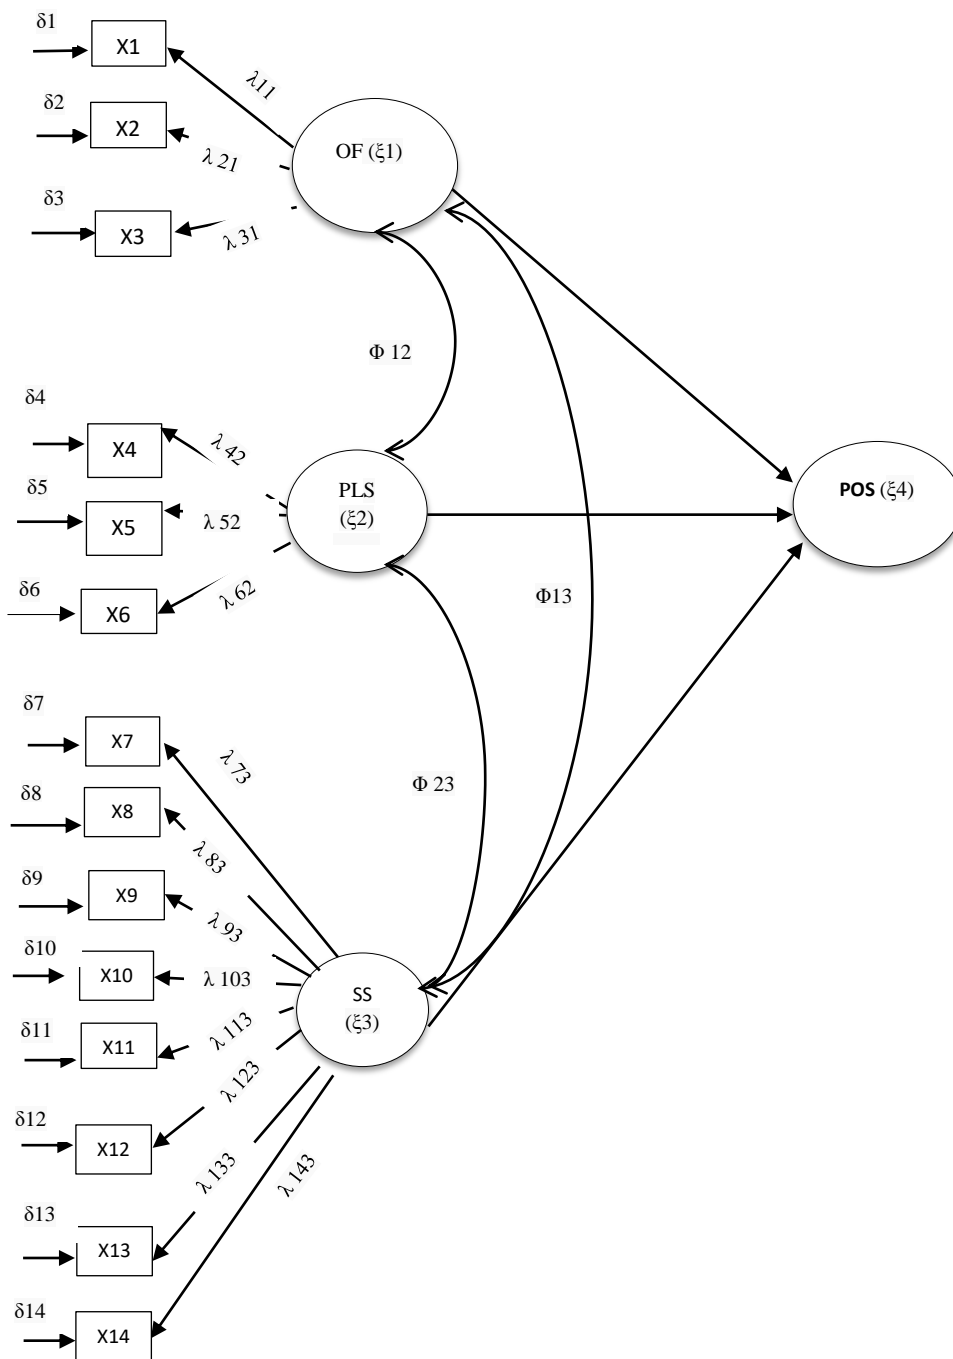 δ1
X1
λ11
δ2
X2
λ 21
OF (ξ1)
δ3
X3
λ 31
Φ 12
δ4
X4
λ 42
δ5
X5
λ 52
PLS
(ξ2)
POS (ξ4)
δ6
X6
λ 62
Φ13
δ7
X7
λ 73
Φ 23
δ8
X8
λ 83
δ9
X9
λ 93
δ10
X10
λ 103
SS
(ξ3)
δ11
X11
λ 113
δ12
X12
λ 123
δ13
X13
λ 133
λ 143
δ14
X14